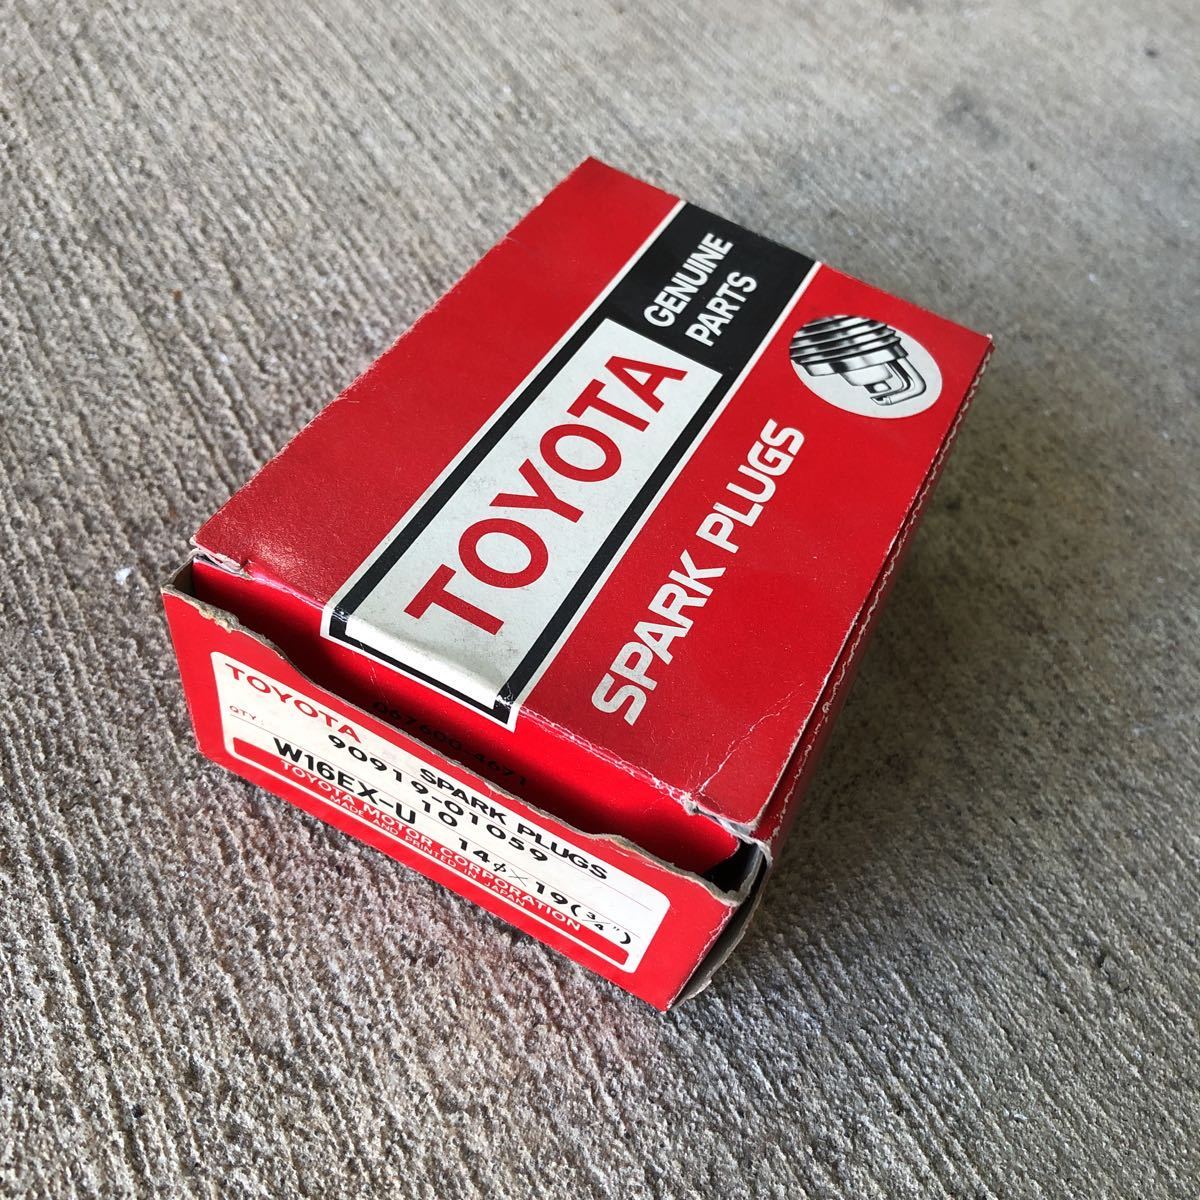 GENUINE
PARTS
TOYOTA
SPARK PLUGS
067600-4671
TOYOTA SPARK PLUGS
QTY: 90919-01059
10
W16EX-U 14∮×19(3/4")
TOYOTA MOTOR CORPORATION
MADE AND PRINTED IN JAPAN